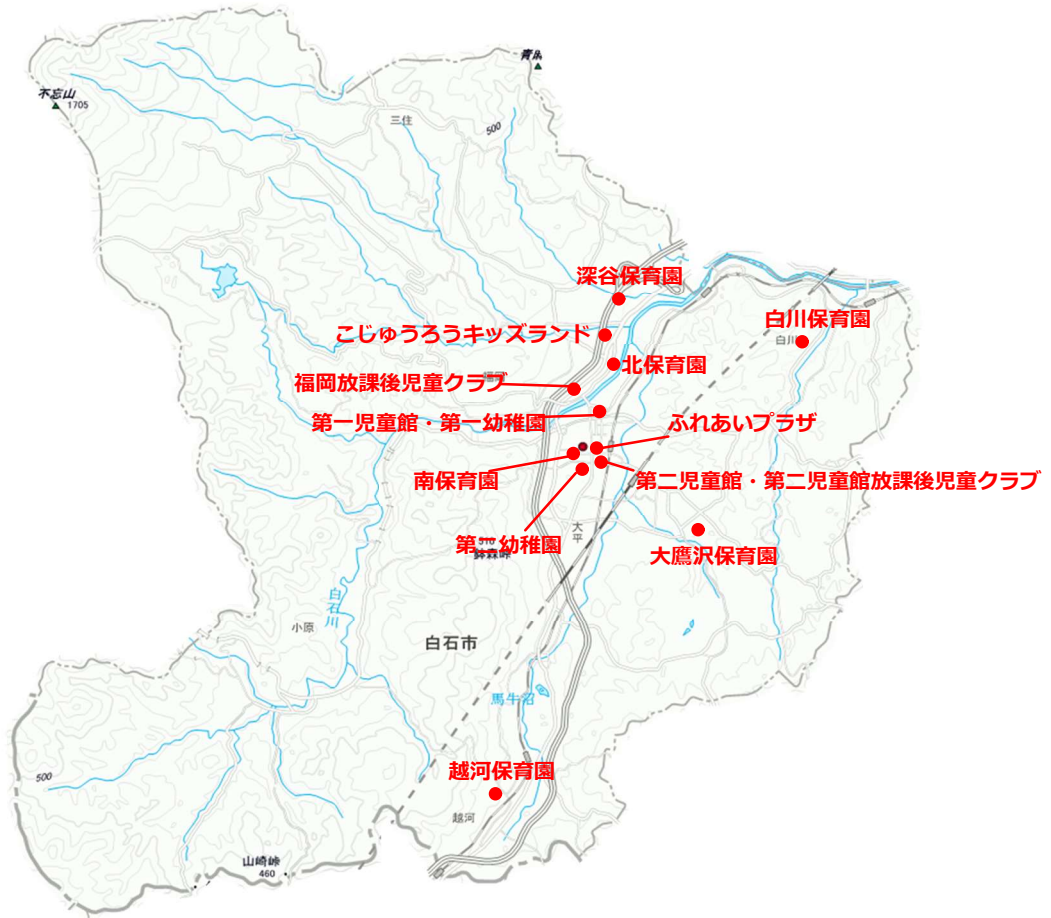 青麻
不忘山
1705
三住
500
深谷保育園
白川保育園
白川
こじゅうろうキッズランド
北保育園
福岡放課後児童クラブ
第一児童館・第一幼稚園
ふれあいプラザ
南保育園
第二児童館・第二児童館放課後児童クラブ
大平
第二幼稚園
510
鉢森峠
大鷹沢保育園
白石川
小原
白石市
馬牛沼
越河保育園
500
越河
山崎峠
460